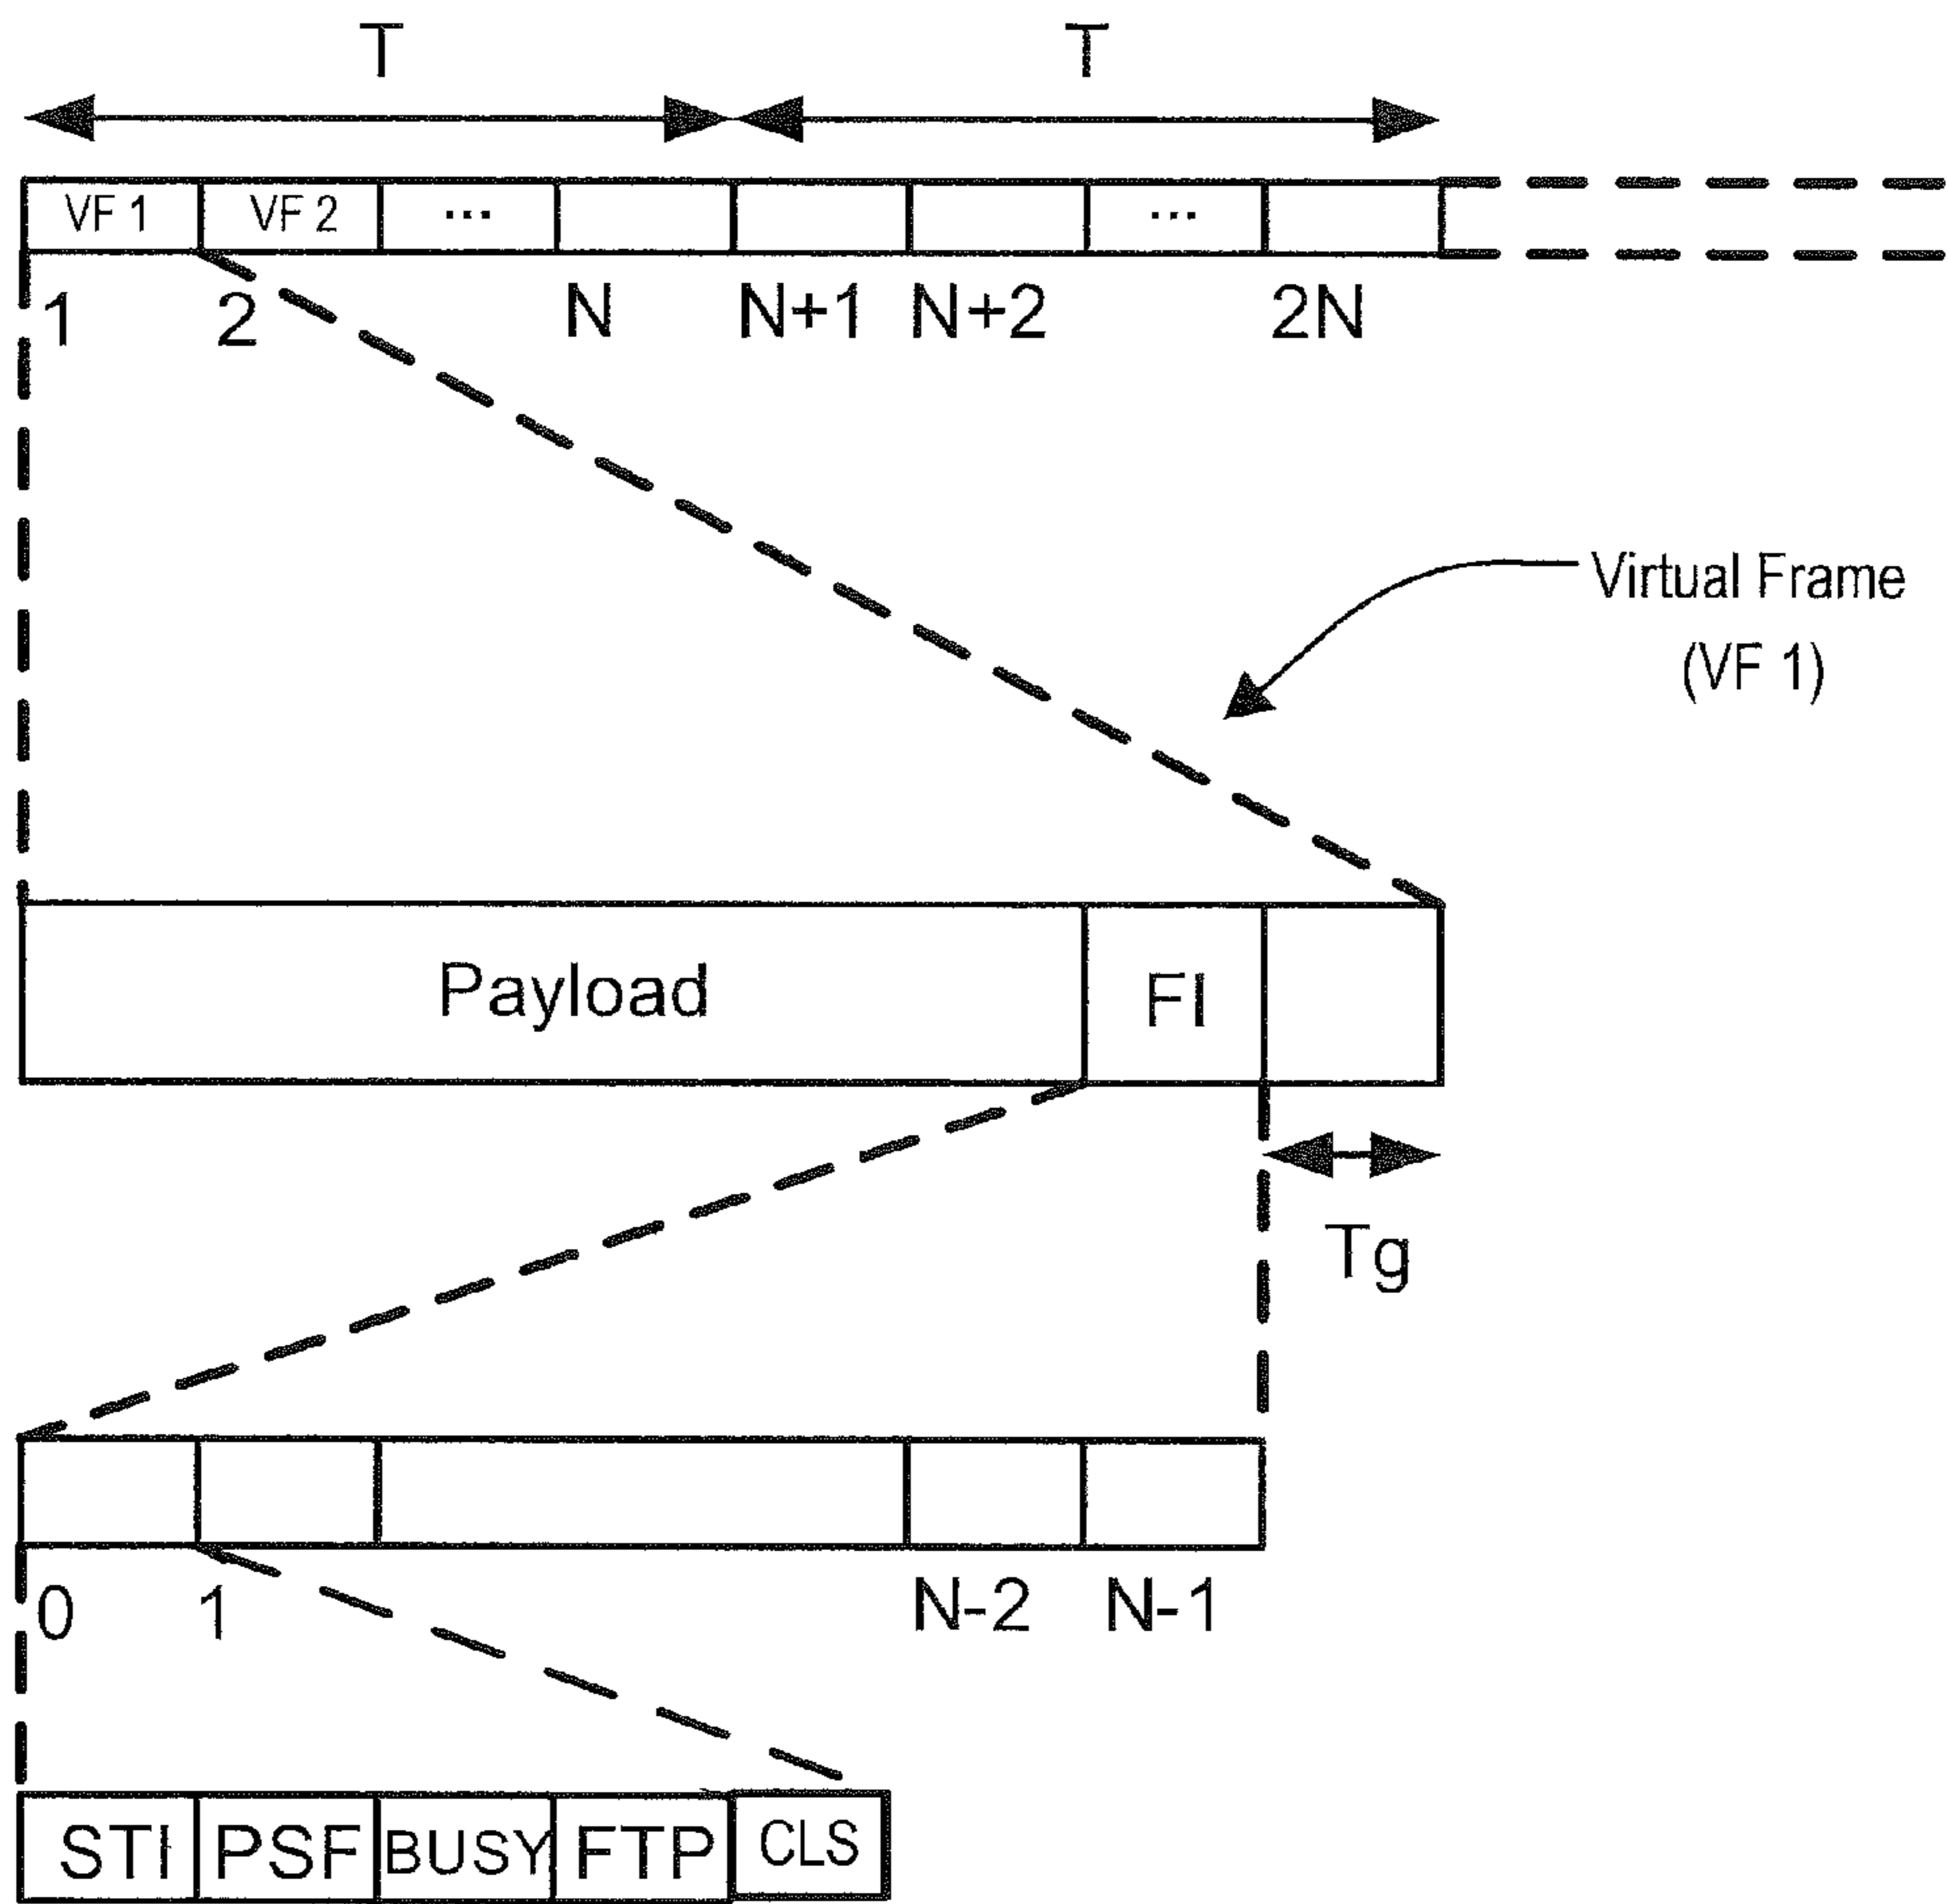 T T
VF 1 VF 2 ... ...
1 2 N N+1 N+2 2N
Virtual Frame
(VF 1)
Payload FI
Tg
0 1 N-2 N-1
STI PSF BUSY FTP CLS